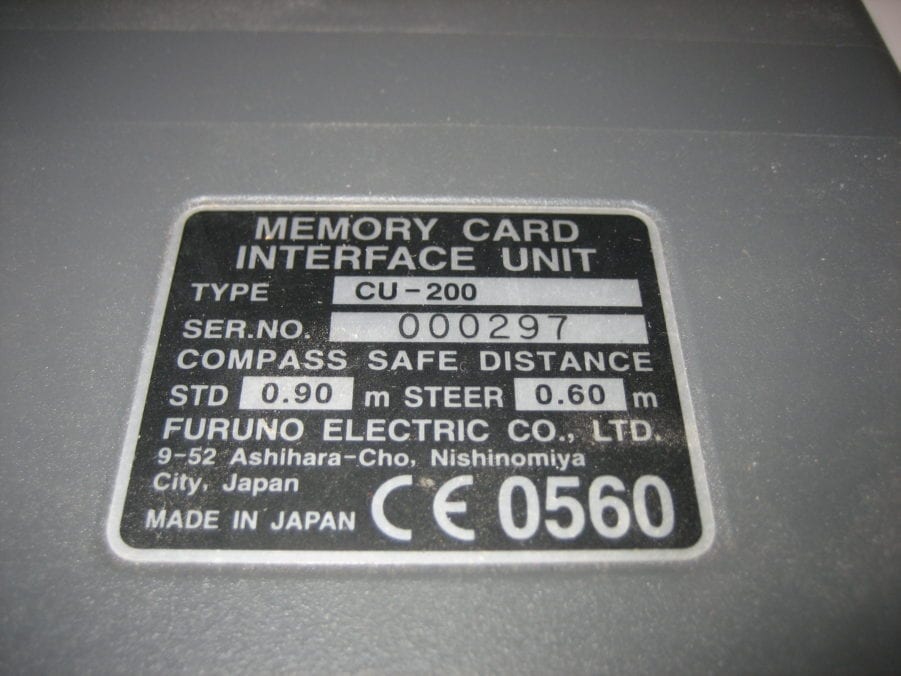 MEMORY CARD
INTERFACE UNIT
TYPE CU-200
SER.NO. 000297
COMPASS SAFE DISTANCE
STD 0.90 m STEER 0.60 m
FURUNO ELECTRIC CO., LTD.
9-52 Ashihara-Cho, Nishinomiya
City, Japan
MADE IN JAPAN CE 0560